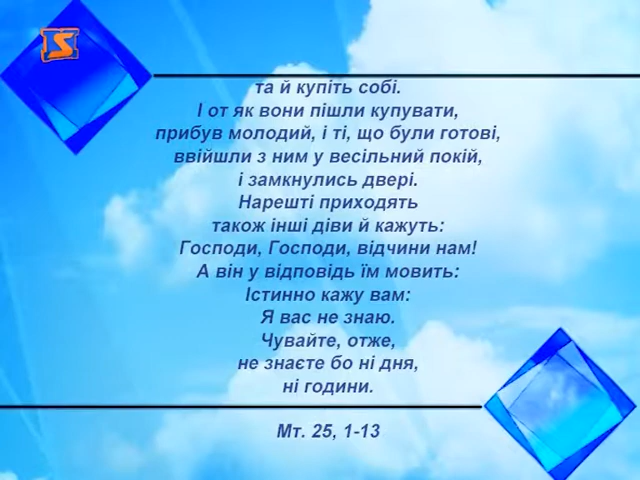 S
та й купіть собі.
І от як вони пішли купувати,
прибув молодий, і ті, що були готові,
ввійшли з ним у весільний покій,
і замкнулись двері.
Нарешті приходять
також інші діви й кажуть:
Господи, Господи, відчини нам!
А він у відповідь їм мовить:
Істинно кажу вам:
Я вас не знаю.
Чувайте, отже,
не знаєте бо ні дня,
ні години.
Мт. 25, 1-13